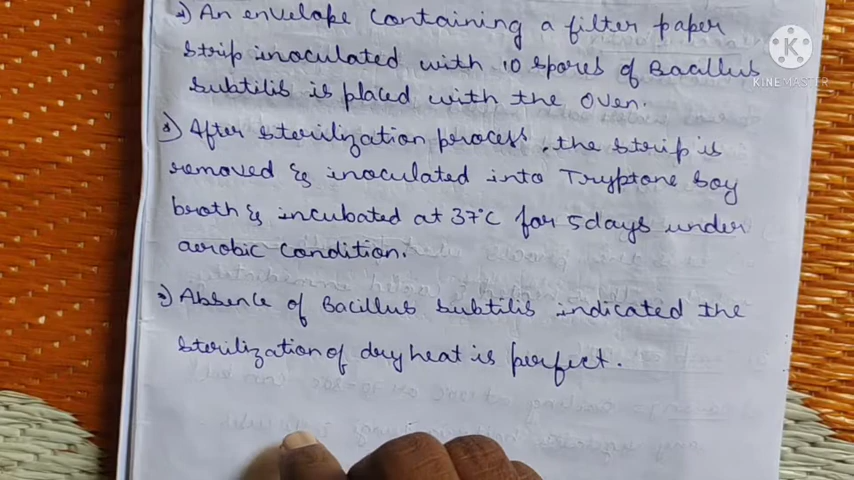 •) An envelope containing a filter paper
strip inoculated with 10 spores of Bacillus
subtilis is placed with the oven.
•) After sterilization process, the strip is
removed & inoculated into Tryptone soy
broth & incubated at 37°C for 5 days under
aerobic condition.
•) Absence of Bacillus subtilis indicated the
sterilization of dry heat is perfect.
K
KINEMASTER